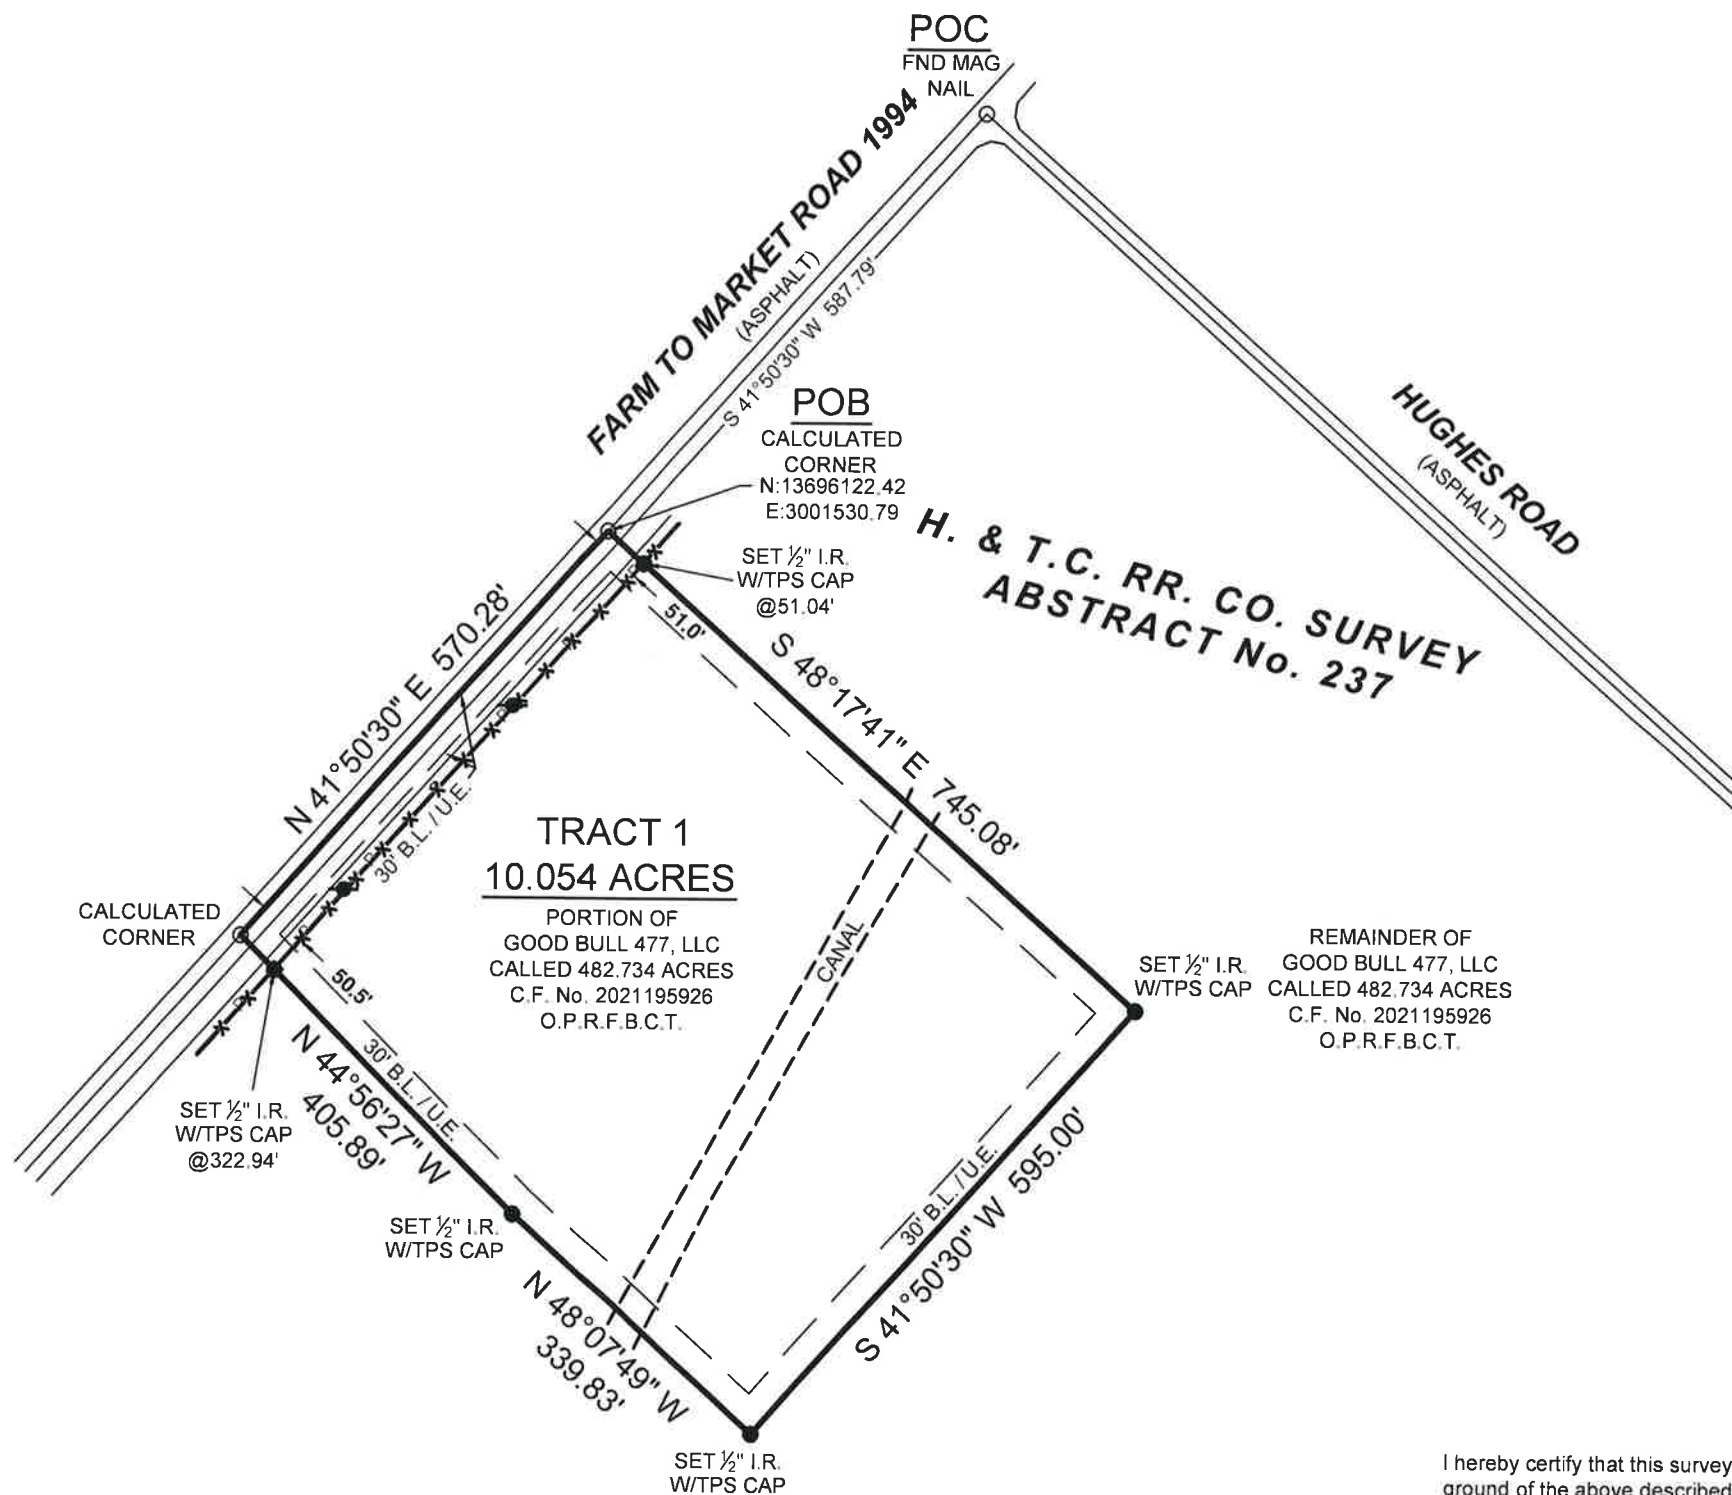 POC
FND MAG
NAIL
FARM TO MARKET ROAD 1994
(ASPHALT)
S 41°50'30" W 587.79'
HUGHES ROAD
(ASPHALT)
POB
CALCULATED
CORNER
N:13696122.42
E:3001530.79
SET ½" I.R.
W/TPS CAP
@51.04'
H. & T.C. RR. CO. SURVEY
ABSTRACT No. 237
51.0'
N 41°50'30" E 570.28'
S 48°17'41" E 745.08'
30' B.L. / U.E.
TRACT 1
10.054 ACRES
PORTION OF
GOOD BULL 477, LLC
CALLED 482.734 ACRES
C.F. No. 2021195926
O.P.R.F.B.C.T.
CANAL
CALCULATED
CORNER
50.5'
SET ½" I.R.
W/TPS CAP
REMAINDER OF
GOOD BULL 477, LLC
CALLED 482.734 ACRES
C.F. No. 2021195926
O.P.R.F.B.C.T.
30' B.L. / U.E.
N 44°56'27" W
405.89'
SET ½" I.R.
W/TPS CAP
@322.94'
30' B.L. / U.E.
S 41°50'30" W 595.00'
SET ½" I.R.
W/TPS CAP
N 48°07'49" W
339.83'
SET ½" I.R.
W/TPS CAP
I hereby certify that this survey
ground of the above described